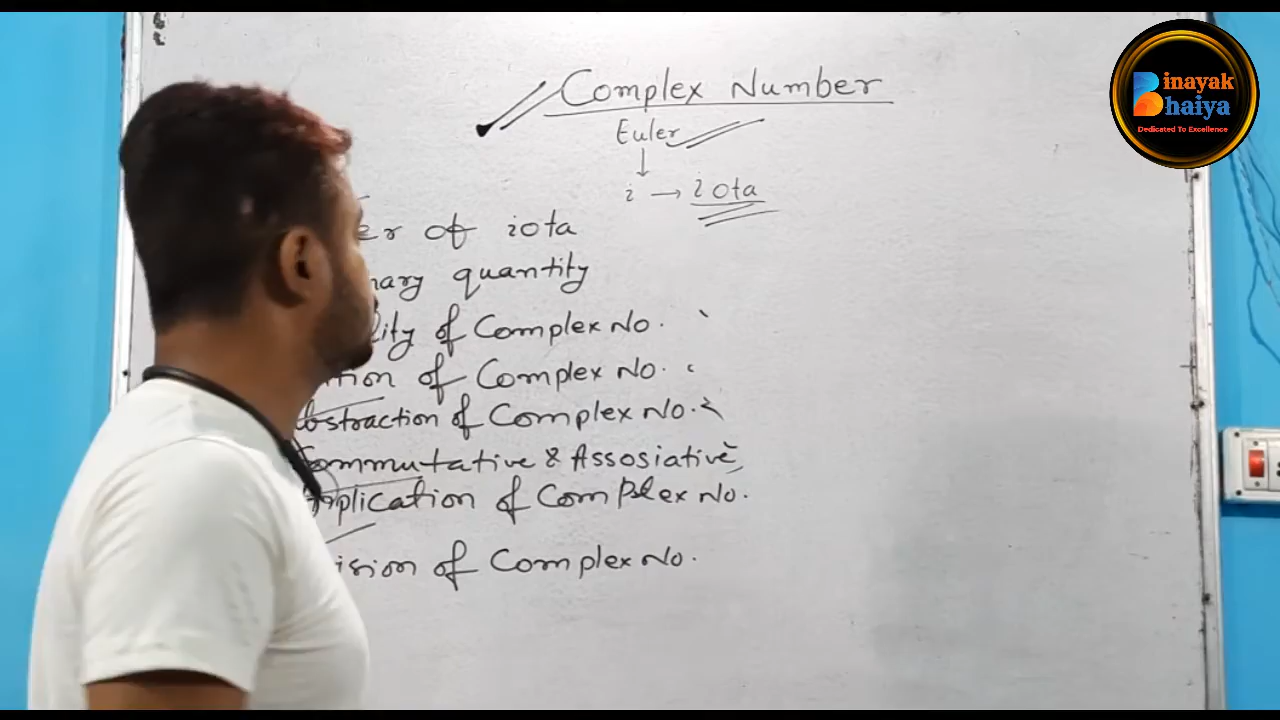 Complex Number
Euler
↓
i → iota
er of iota
nary quantity
lity of Complex No.
tion of Complex No.
bstraction of Complex No.
Commutative & Assosiative
plication of Complex No.
ision of Complex No.
Binayak
Bhaiya
Dedicated To Excellence